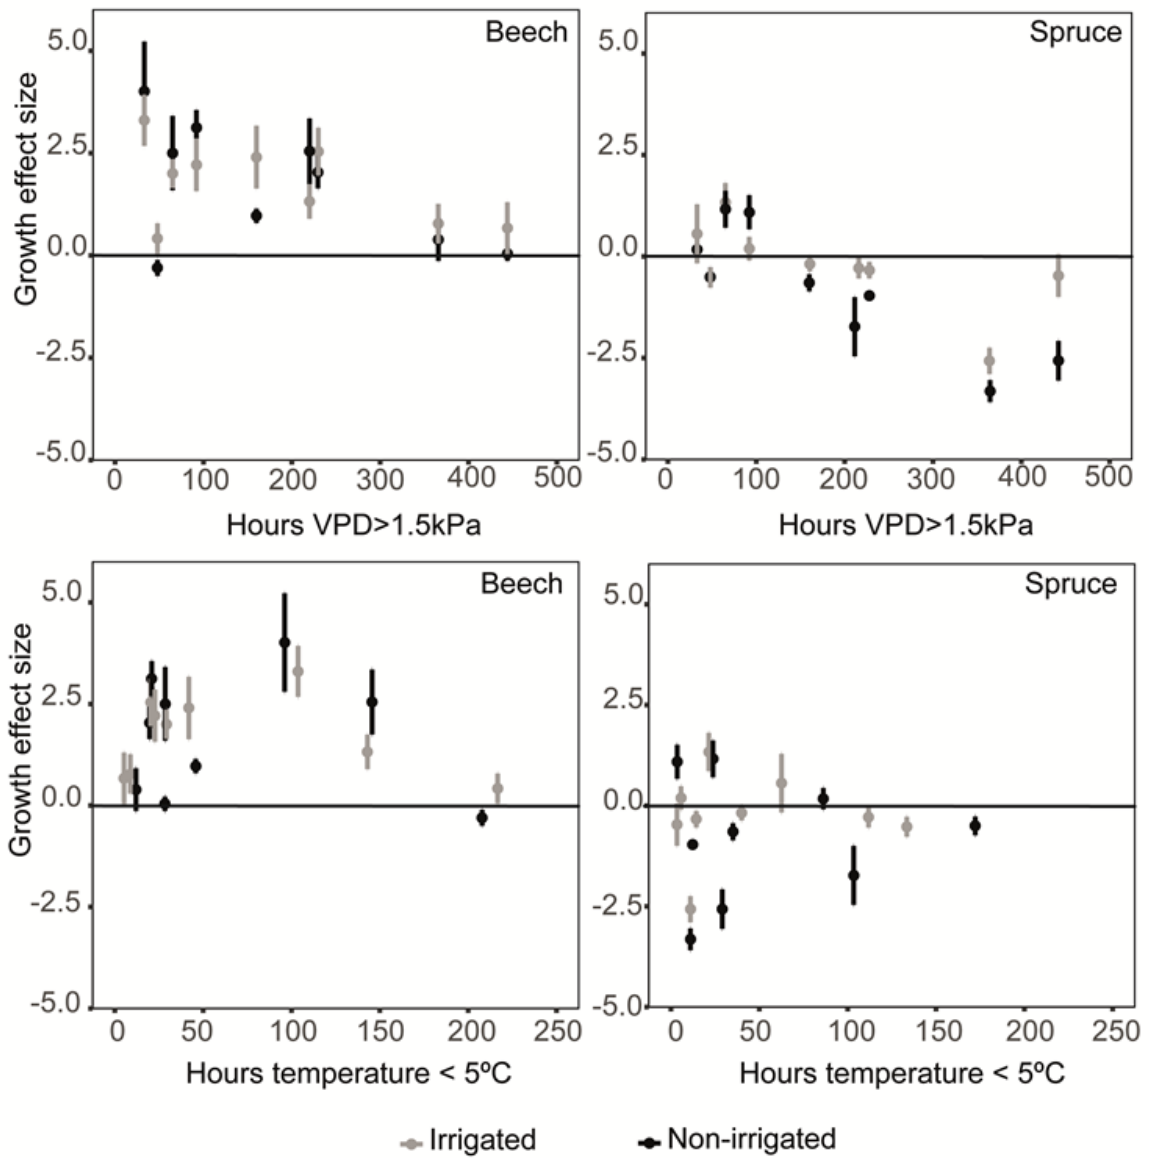 Beech
Spruce
Growth effect size
5.0
2.5
0.0
-2.5
-5.0
5.0
2.5
0.0
-2.5
-5.0
0 100 200 300 400 500
0 100 200 300 400 500
Hours VPD>1.5kPa
Hours VPD>1.5kPa
Beech
Spruce
Growth effect size
5.0
2.5
0.0
-2.5
-5.0
5.0
2.5
0.0
-2.5
-5.0
0 50 100 150 200 250
0 50 100 150 200 250
Hours temperature < 5ºC
Hours temperature < 5ºC
Irrigated
Non-irrigated